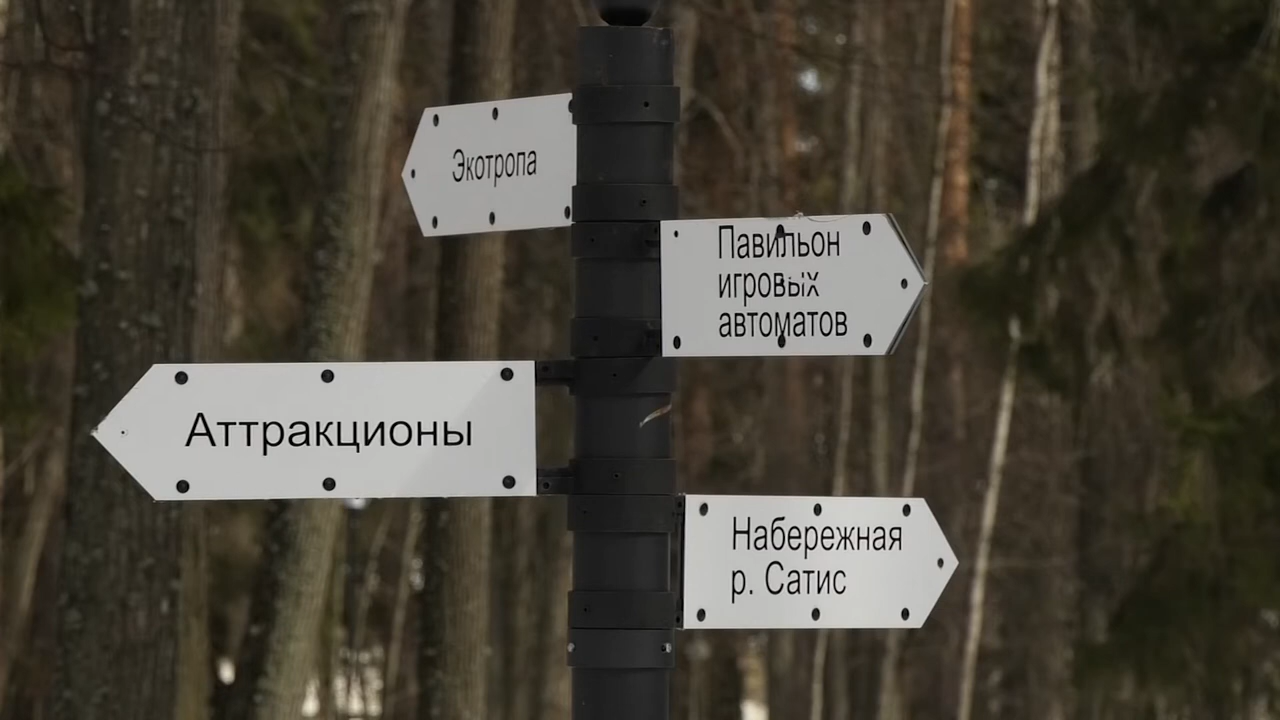 Экотропа
Павильон
игровых
автоматов
Аттракционы
Набережная
р. Сатис